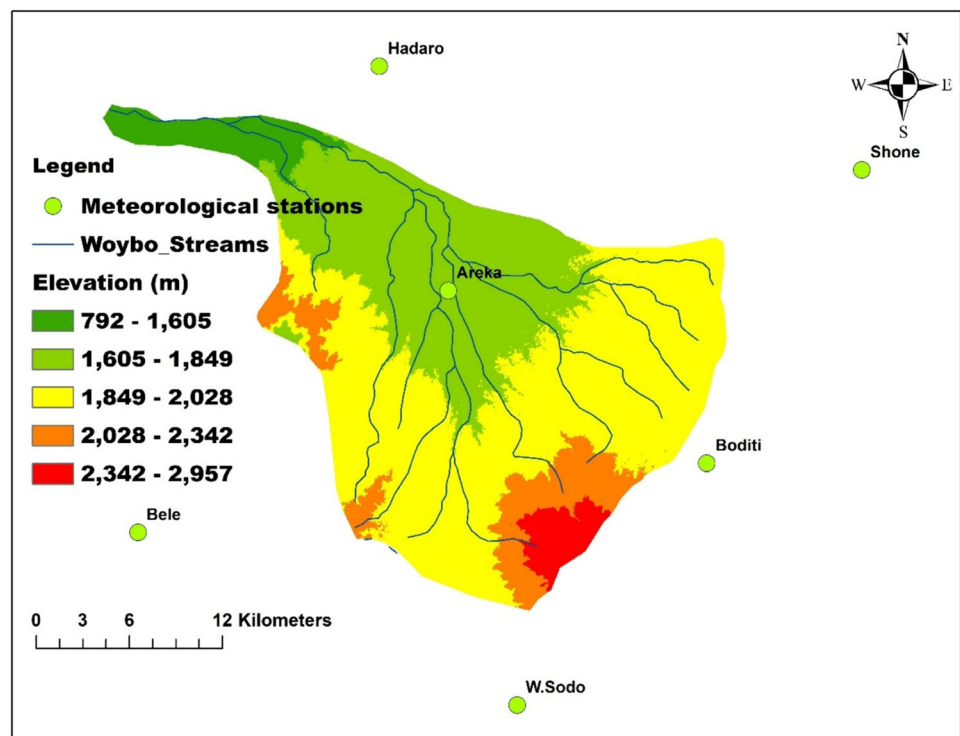 Hadaro
N
W E
S
Shone
Legend
Meteorological stations
Woybo_Streams
Areka
Elevation (m)
792 - 1,605
1,605 - 1,849
1,849 - 2,028
2,028 - 2,342
2,342 - 2,957
Boditi
Bele
0 3 6 12 Kilometers
W.Sodo